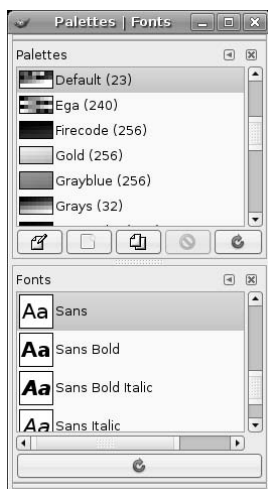 Palettes | Fonts
Palettes
Default (23)
Ega (240)
Firecode (256)
Gold (256)
Grayblue (256)
Grays (32)
Fonts
Aa Sans
Aa Sans Bold
Aa Sans Bold Italic
Aa Sans Italic